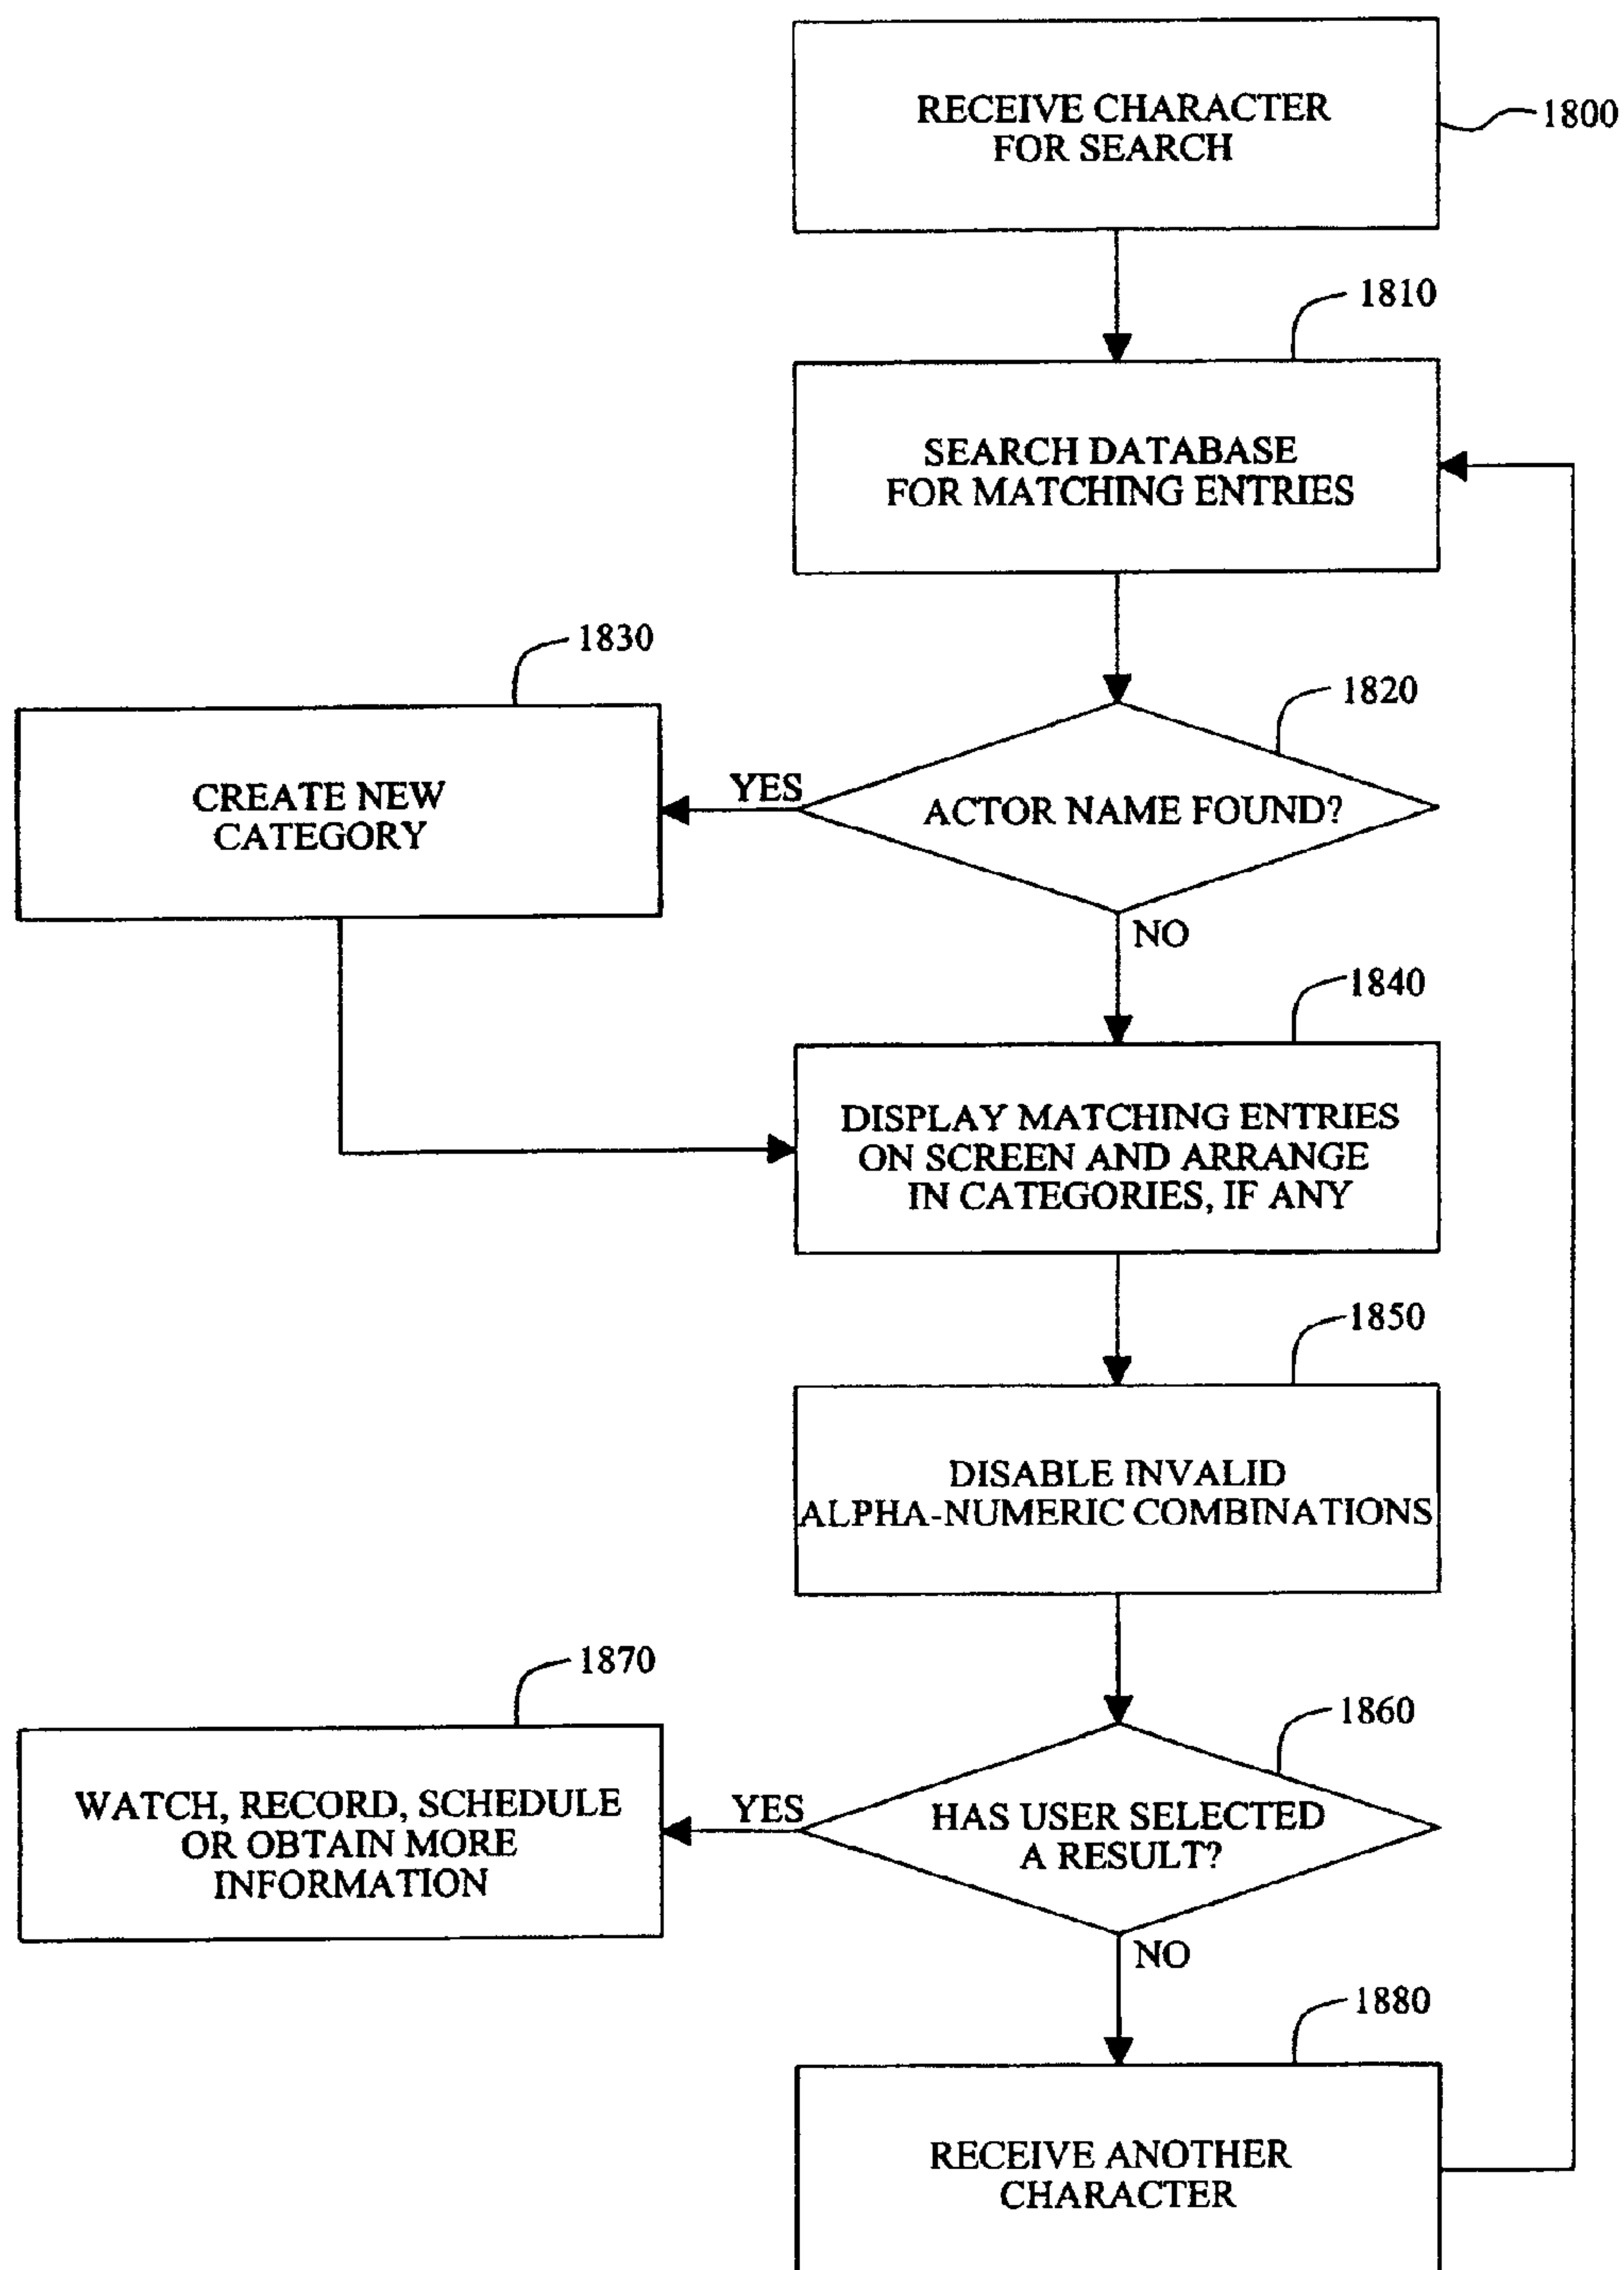 RECEIVE CHARACTER
FOR SEARCH
1800
1810
SEARCH DATABASE
FOR MATCHING ENTRIES
1830
1820
CREATE NEW
CATEGORY
YES
ACTOR NAME FOUND?
NO
1840
DISPLAY MATCHING ENTRIES
ON SCREEN AND ARRANGE
IN CATEGORIES, IF ANY
1850
DISABLE INVALID
ALPHA-NUMERIC COMBINATIONS
1870
1860
WATCH, RECORD, SCHEDULE
OR OBTAIN MORE
INFORMATION
YES
HAS USER SELECTED
A RESULT?
NO
1880
RECEIVE ANOTHER
CHARACTER